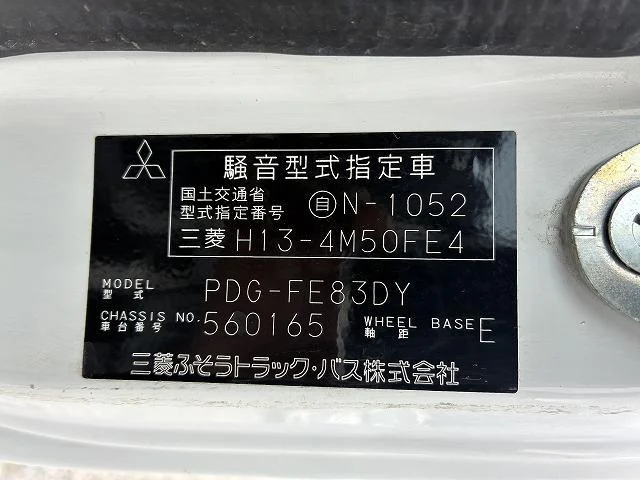 騒音型式指定車
国土交通省
型式指定番号 自N-1052
三菱 H13-4M50FE4
MODEL
型式 PDG-FE83DY
CHASSIS NO. 560165 WHEEL BASE E
車台番号 軸距
三菱ふそうトラック・バス株式会社